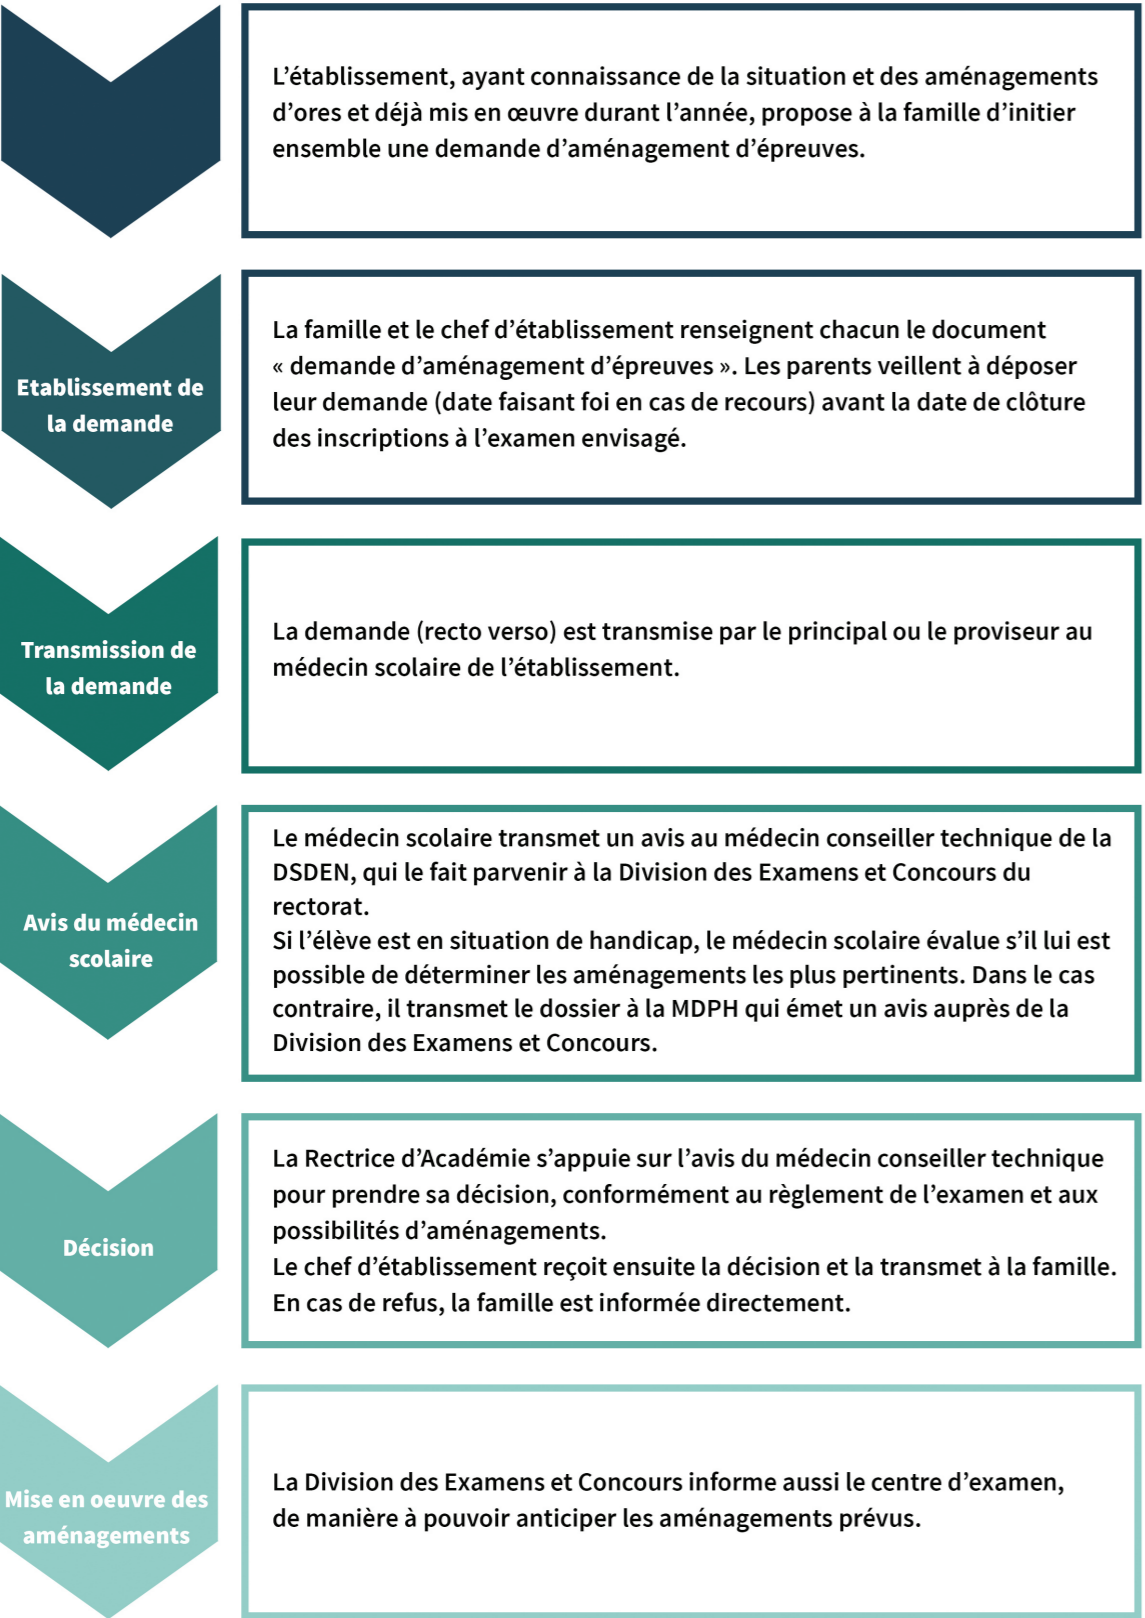 L’établissement, ayant connaissance de la situation et des aménagements
d’ores et déjà mis en œuvre durant l’année, propose à la famille d’initier
ensemble une demande d’aménagement d’épreuves.
Etablissement de
la demande
La famille et le chef d’établissement renseignent chacun le document
« demande d’aménagement d’épreuves ». Les parents veillent à déposer
leur demande (date faisant foi en cas de recours) avant la date de clôture
des inscriptions à l’examen envisagé.
Transmission de
la demande
La demande (recto verso) est transmise par le principal ou le proviseur au
médecin scolaire de l’établissement.
Avis du médecin
scolaire
Le médecin scolaire transmet un avis au médecin conseiller technique de la
DSDEN, qui le fait parvenir à la Division des Examens et Concours du
rectorat.
Si l’élève est en situation de handicap, le médecin scolaire évalue s’il lui est
possible de déterminer les aménagements les plus pertinents. Dans le cas
contraire, il transmet le dossier à la MDPH qui émet un avis auprès de la
Division des Examens et Concours.
Décision
La Rectrice d’Académie s’appuie sur l’avis du médecin conseiller technique
pour prendre sa décision, conformément au règlement de l’examen et aux
possibilités d’aménagements.
Le chef d’établissement reçoit ensuite la décision et la transmet à la famille.
En cas de refus, la famille est informée directement.
Mise en oeuvre des
aménagements
La Division des Examens et Concours informe aussi le centre d’examen,
de manière à pouvoir anticiper les aménagements prévus.